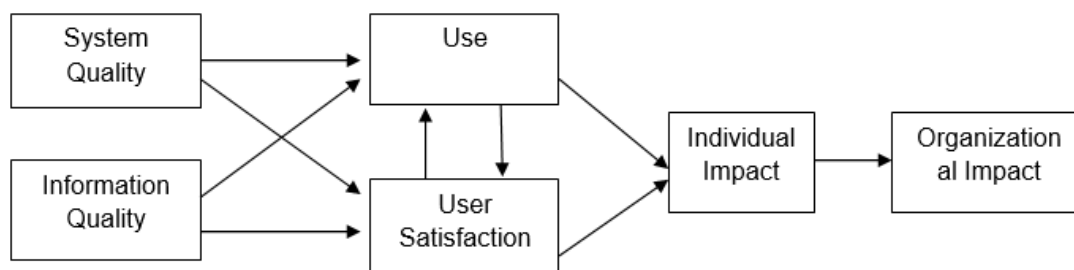 System
Quality
Use
Information
Quality
User
Satisfaction
Individual
Impact
Organization
al Impact